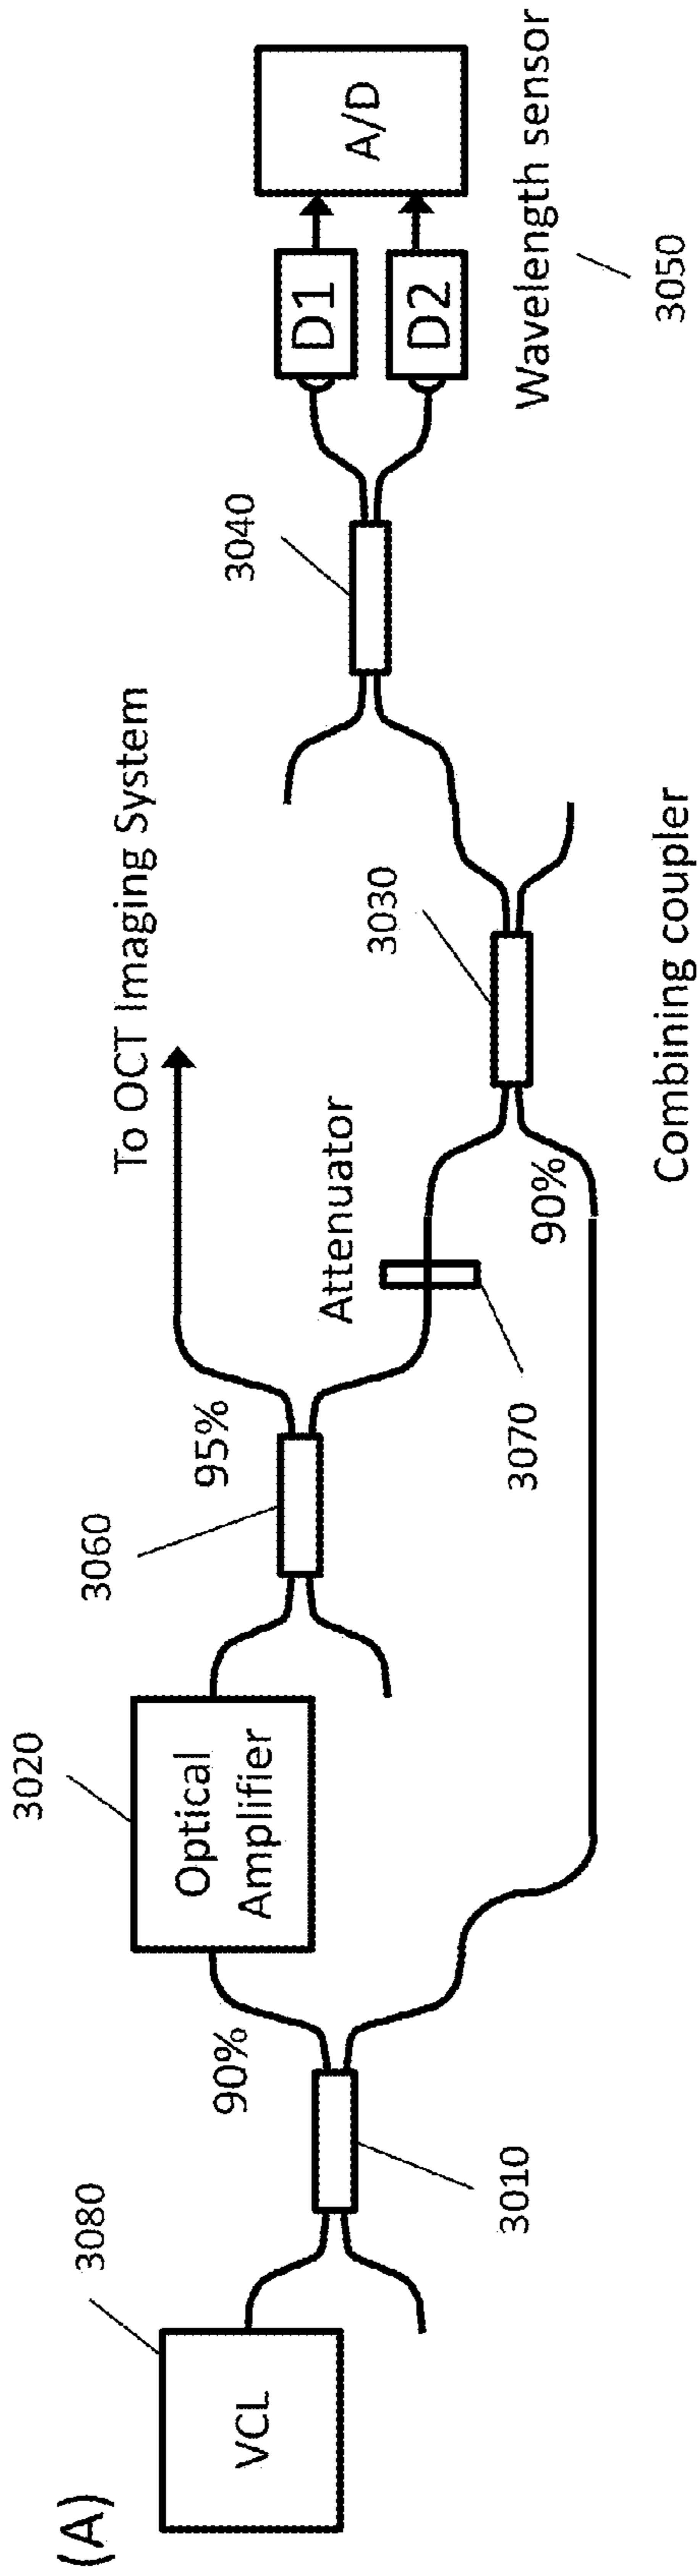 (A)
VCL
3080
3010
90%
Optical
Amplifier
3020
3060
95%
To OCT Imaging System
Attenuator
3070
90%
3030
Combining coupler
3040
D1
D2
A/D
Wavelength sensor
3050